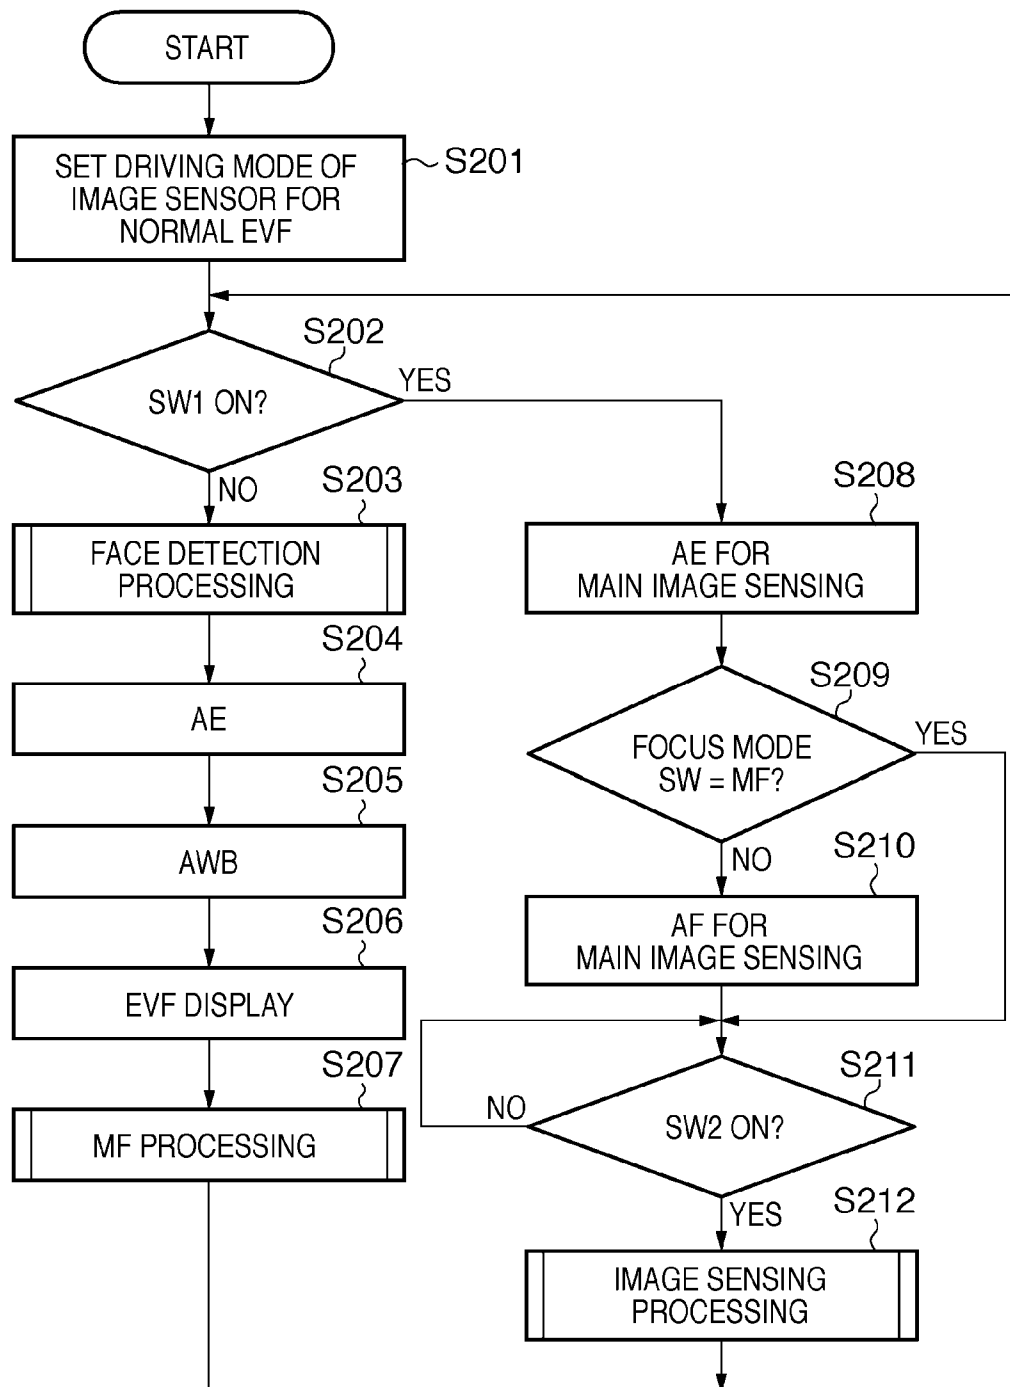 START
S201
SET DRIVING MODE OF
IMAGE SENSOR FOR
NORMAL EVF
S202
SW1 ON?
YES
NO
S203
FACE DETECTION
PROCESSING
S204
AE
S205
AWB
S206
EVF DISPLAY
S207
MF PROCESSING
S208
AE FOR
MAIN IMAGE SENSING
S209
FOCUS MODE
SW = MF?
YES
NO
S210
AF FOR
MAIN IMAGE SENSING
S211
SW2 ON?
NO
YES
S212
IMAGE SENSING
PROCESSING